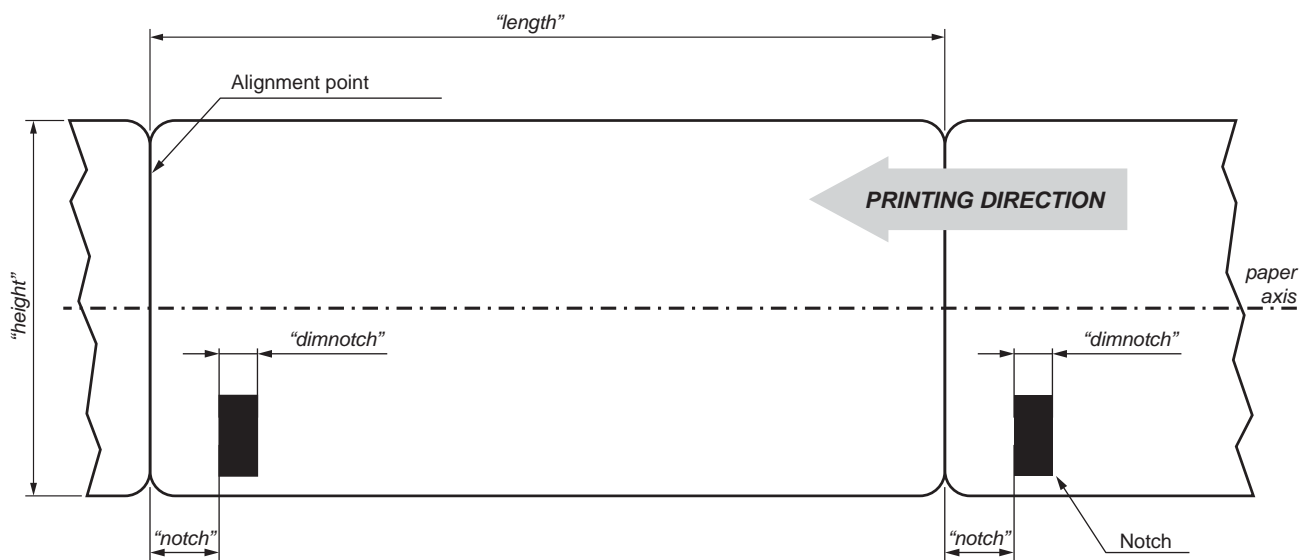 “length”
Alignment point
PRINTING DIRECTION
“height”
paper
axis
“dimnotch”
“dimnotch”
“notch”
“notch”
Notch